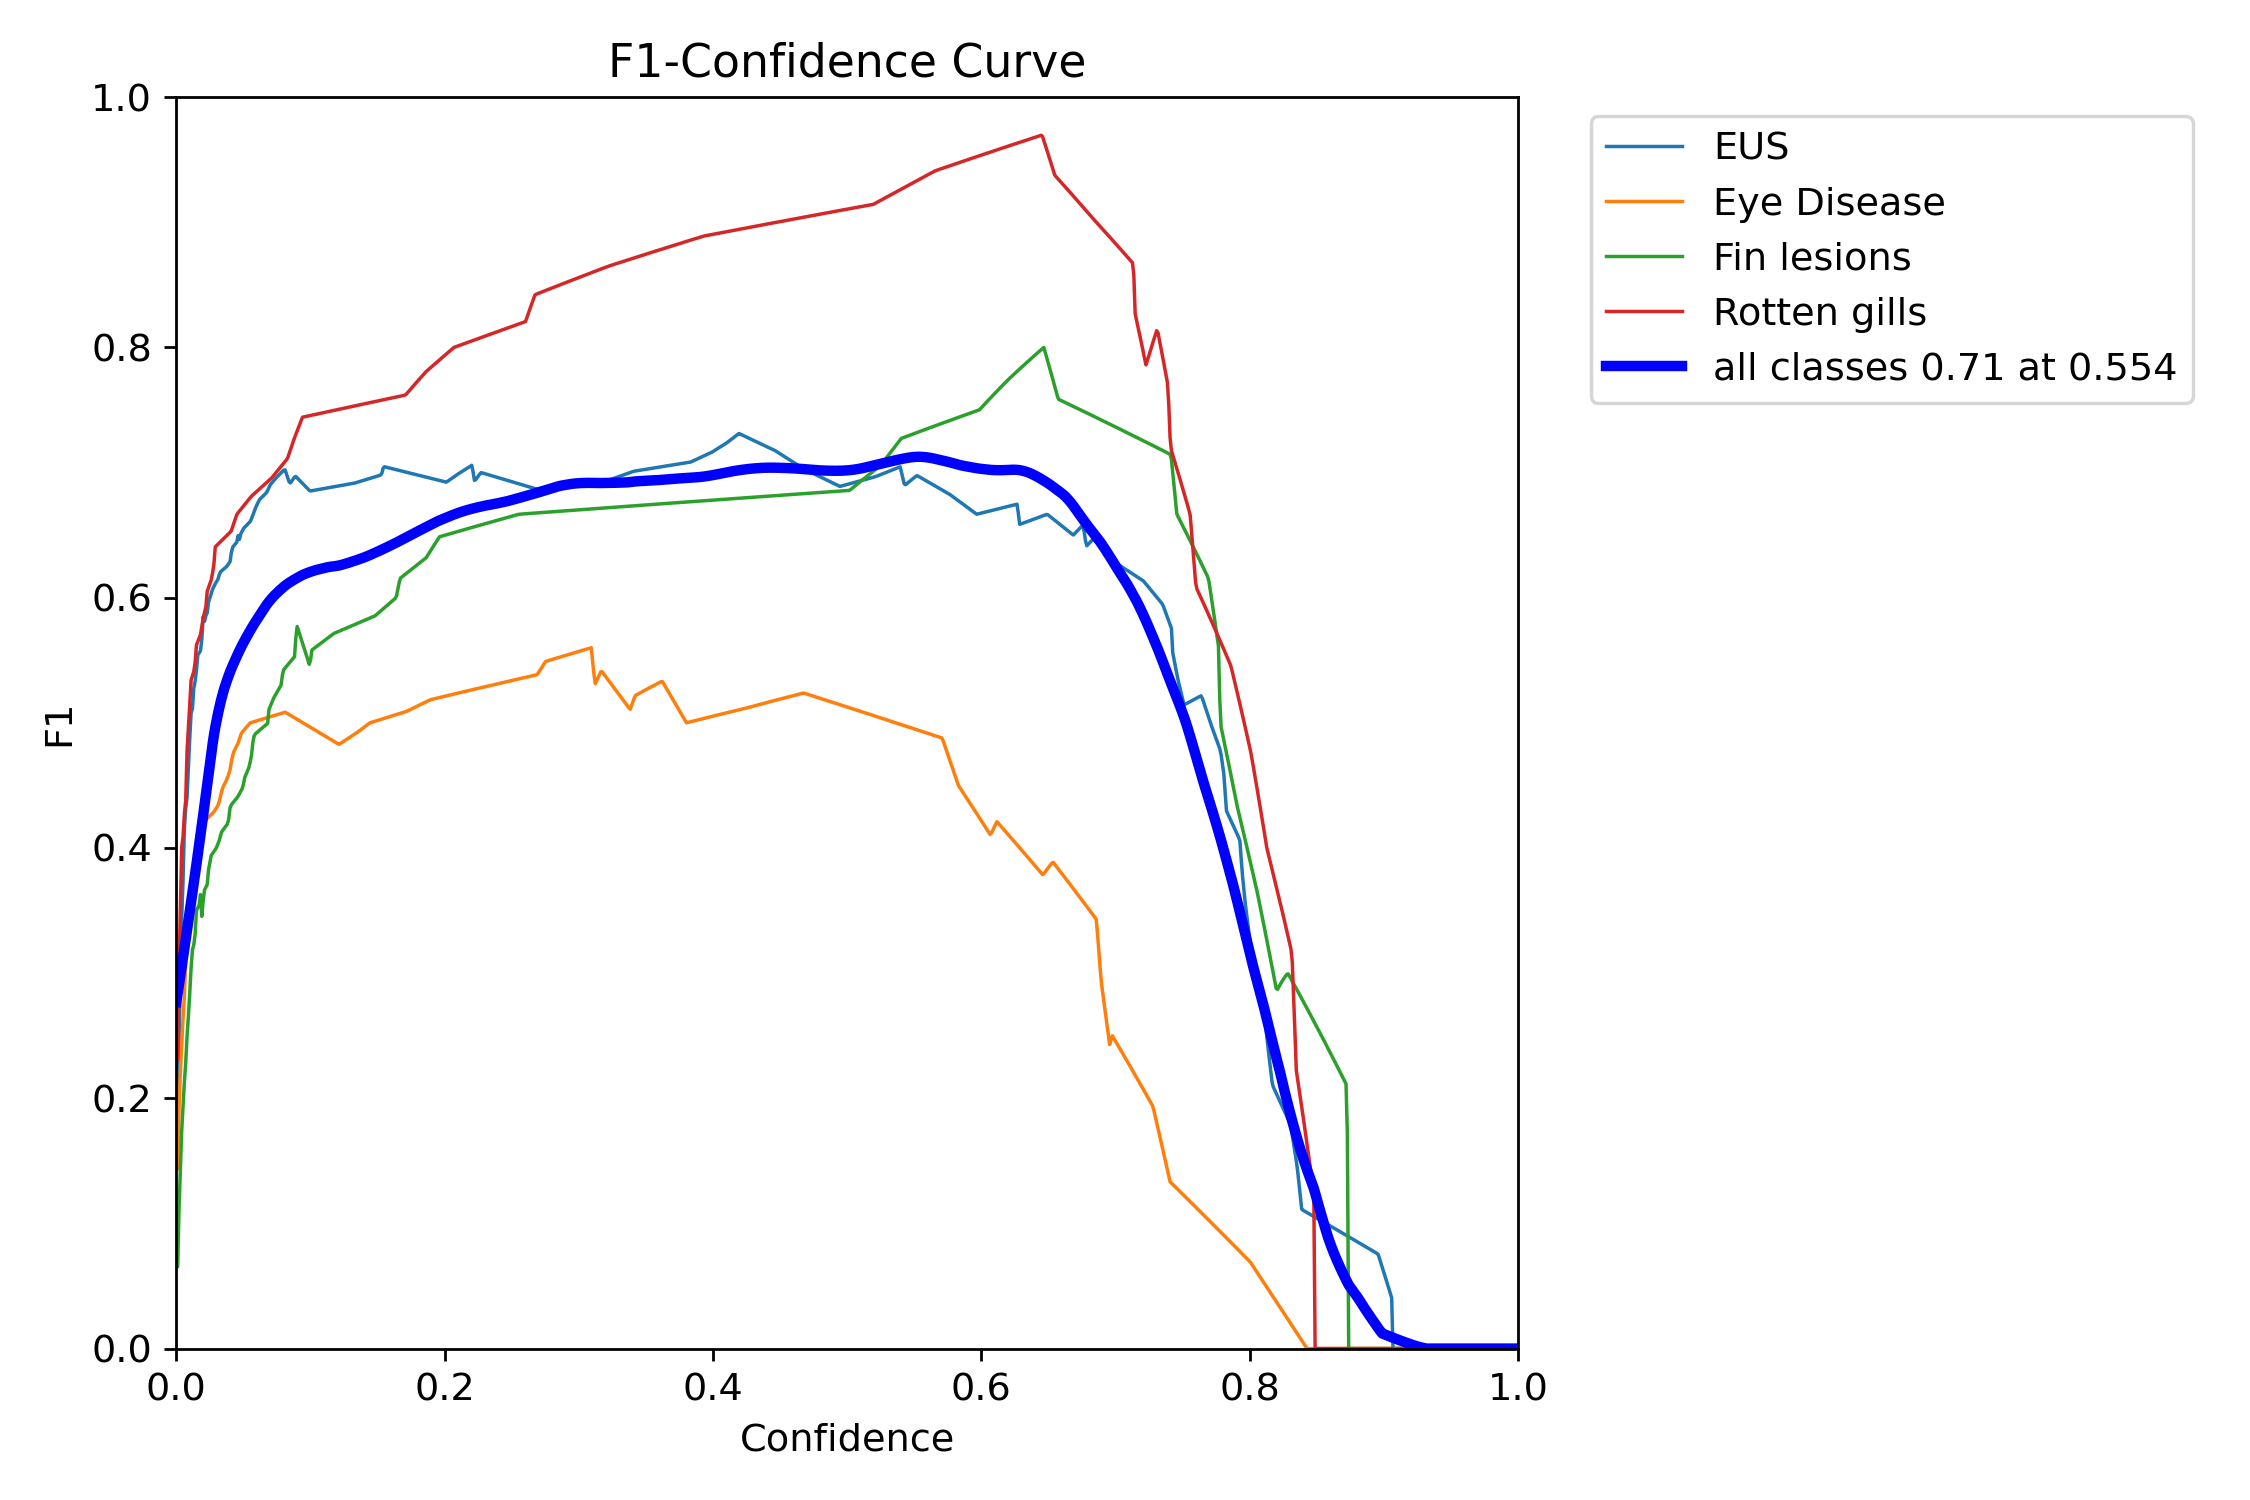 F1-Confidence Curve
1.0
0.8
0.6
0.4
0.2
0.0
F1
0.0 0.2 0.4 0.6 0.8 1.0
Confidence
EUS
Eye Disease
Fin lesions
Rotten gills
all classes 0.71 at 0.554